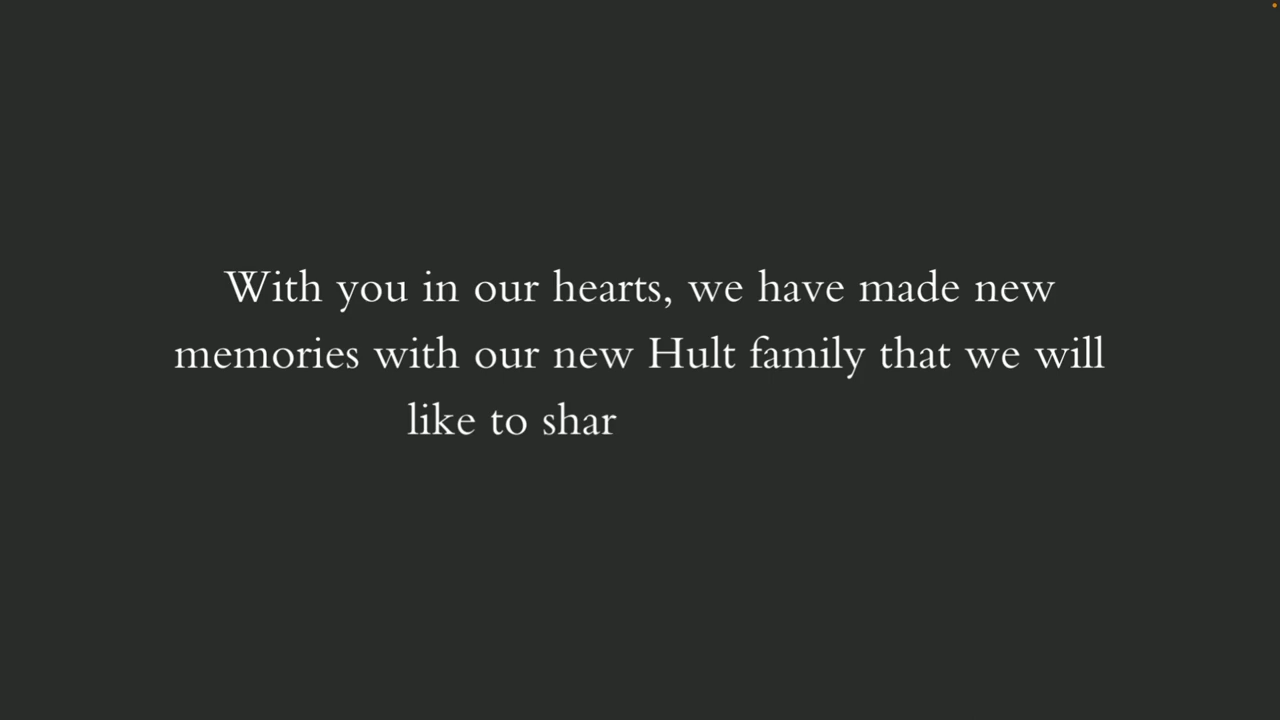 With you in our hearts, we have made new
memories with our new Hult family that we will
like to shar